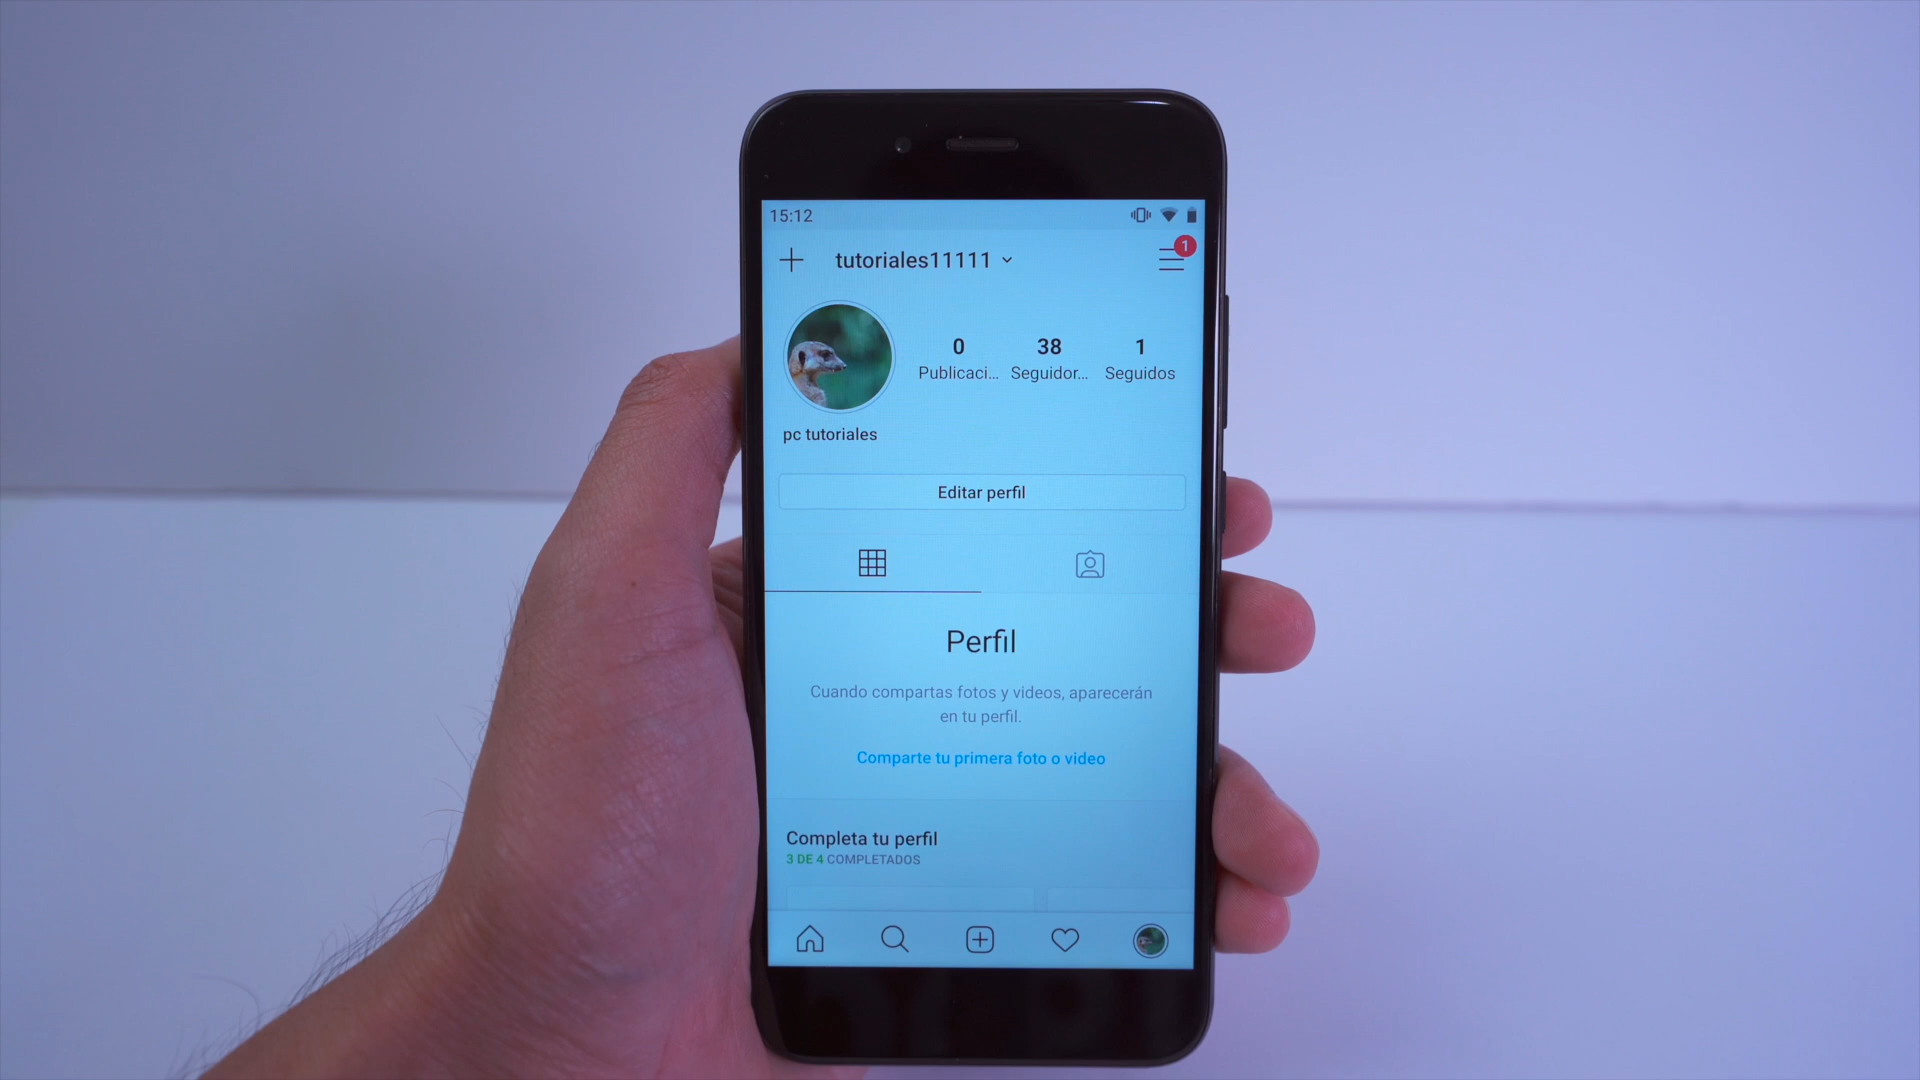 15:12
tutoriales11111
1
0 38 1
Publicaci... Seguidor... Seguidos
pc tutoriales
Editar perfil
Perfil
Cuando compartas fotos y videos, aparecerán
en tu perfil.
Comparte tu primera foto o video
Completa tu perfil
3 DE 4 COMPLETADOS